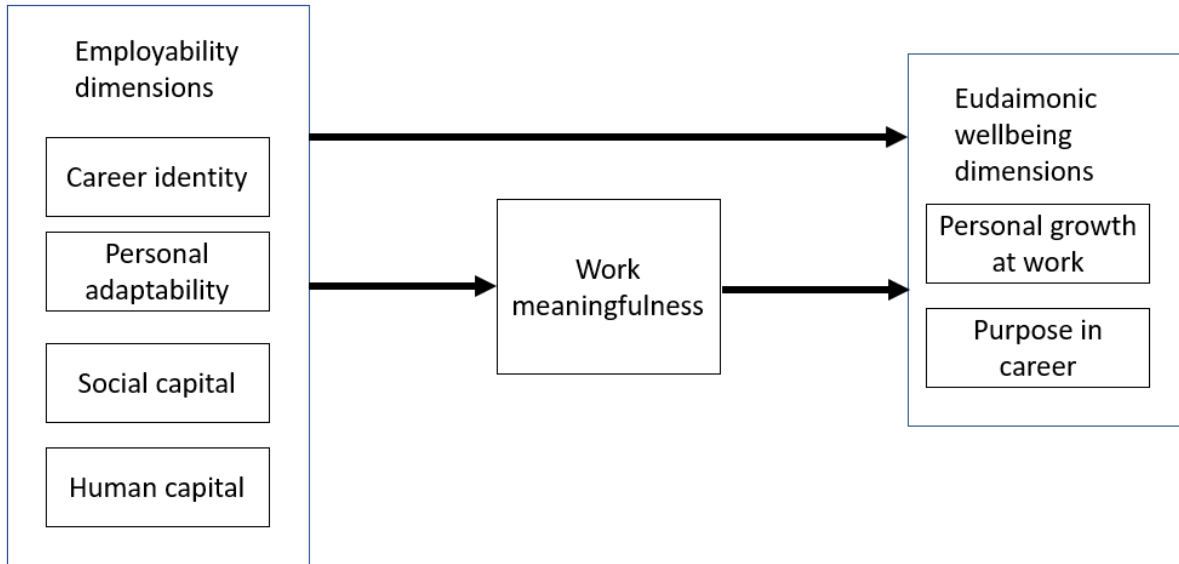 Employability
dimensions
Career identity
Personal
adaptability
Social capital
Human capital
Work
meaningfulness
Eudaimonic
wellbeing
dimensions
Personal growth
at work
Purpose in
career